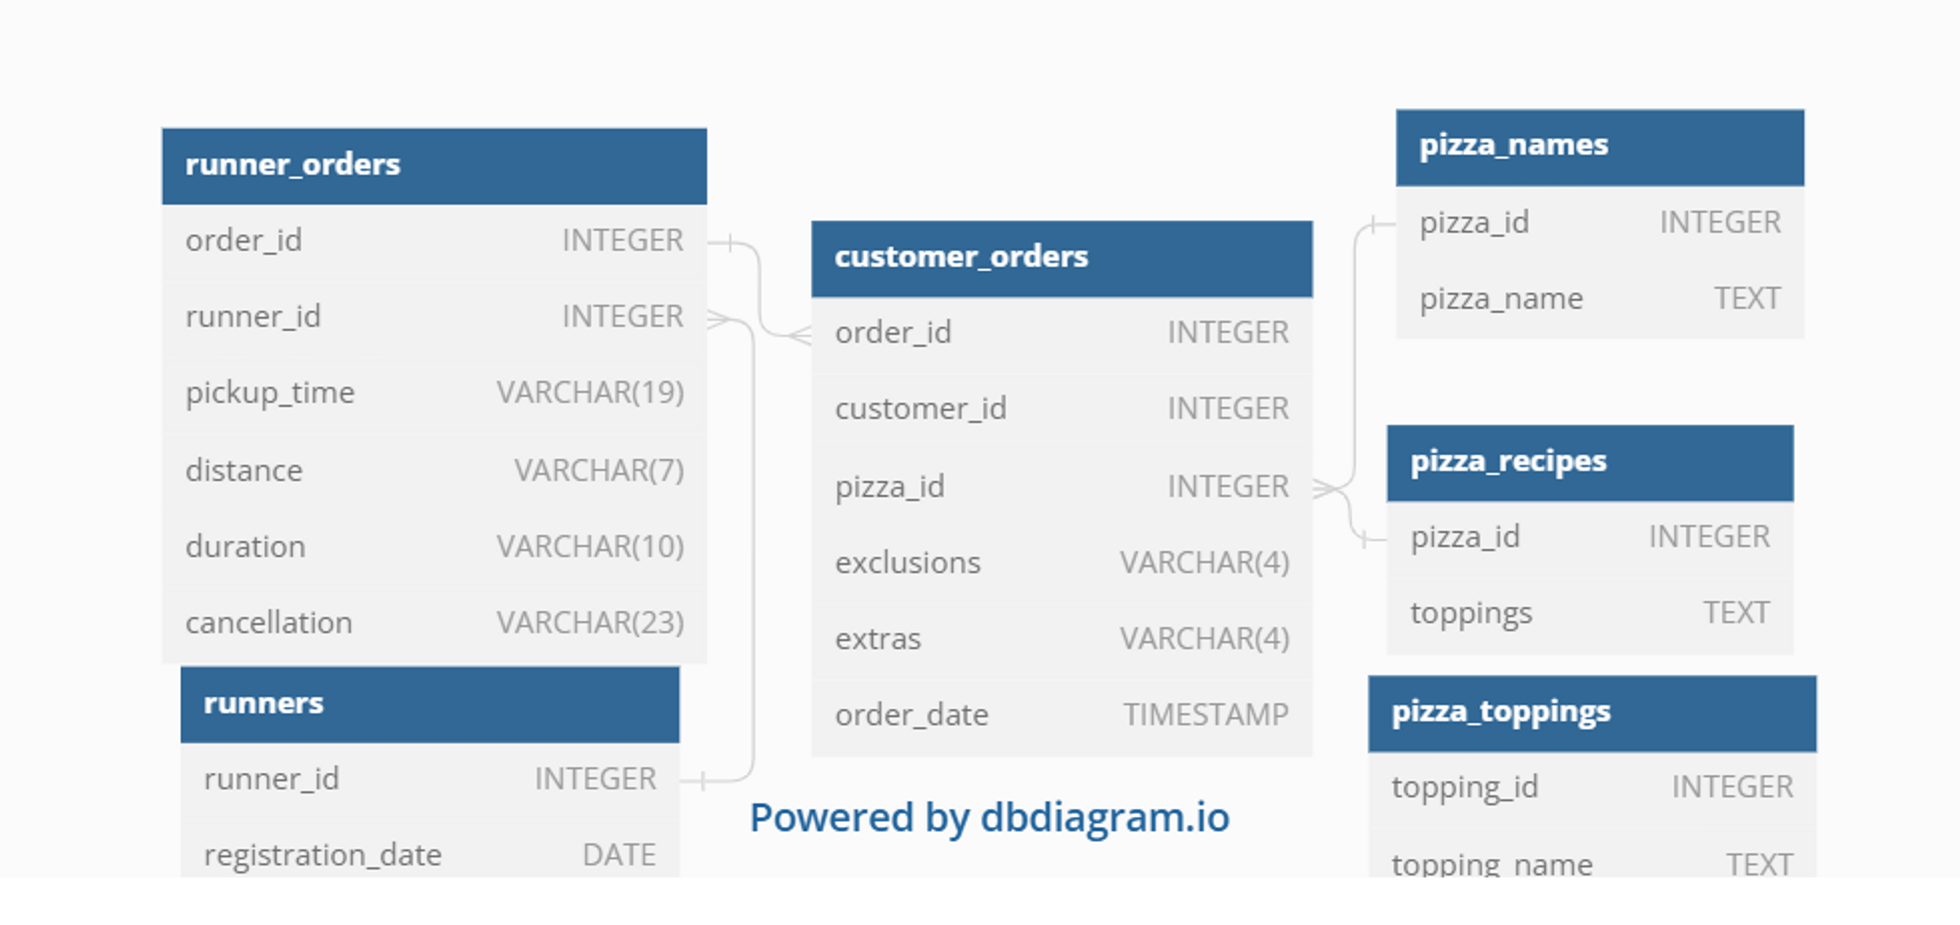 runner_orders
order_id INTEGER
runner_id INTEGER
pickup_time VARCHAR(19)
distance VARCHAR(7)
duration VARCHAR(10)
cancellation VARCHAR(23)
runners
runner_id INTEGER
registration_date DATE
customer_orders
order_id INTEGER
customer_id INTEGER
pizza_id INTEGER
exclusions VARCHAR(4)
extras VARCHAR(4)
order_date TIMESTAMP
Powered by dbdiagram.io
pizza_names
pizza_id INTEGER
pizza_name TEXT
pizza_recipes
pizza_id INTEGER
toppings TEXT
pizza_toppings
topping_id INTEGER
topping_name TEXT